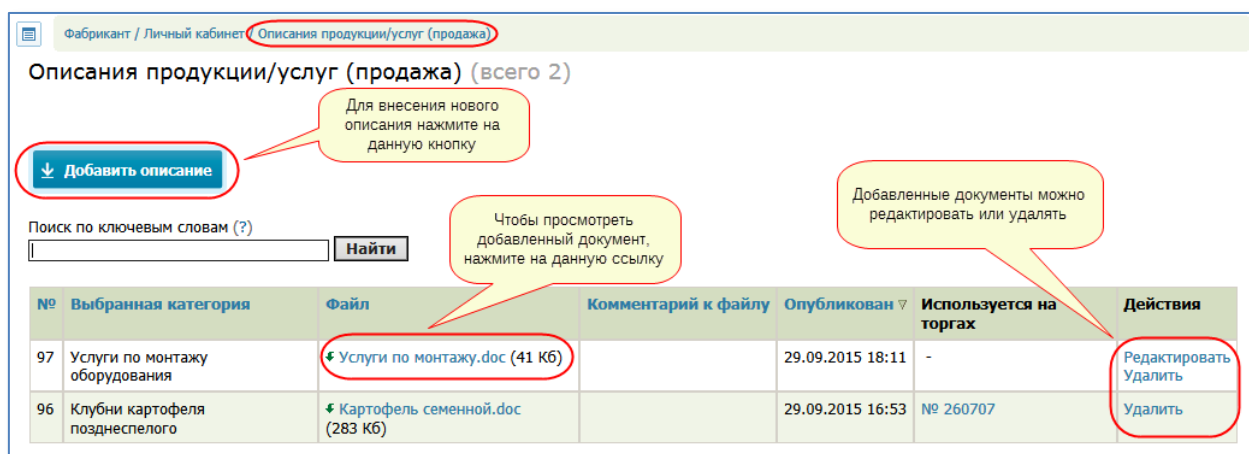 Фабрикант / Личный кабинет / Описания продукции/услуг (продажа)
Описания продукции/услуг (продажа) (всего 2)
Для внесения нового
описания нажмите на
данную кнопку
Добавить описание
Добавленные документы можно
редактировать или удалять
Чтобы просмотреть
добавленный документ,
нажмите на данную ссылку
Поиск по ключевым словам (?)
Найти
№ Выбранная категория Файл Комментарий к файлу Опубликован Используется на
торгах Действия
97 Услуги по монтажу
оборудования Услуги по монтажу.doc (41 Кб) 29.09.2015 18:11 - Редактировать
Удалить
96 Клубни картофеля
позднеспелого Картофель семенной.doc
(283 Кб) 29.09.2015 16:53 № 260707 Удалить